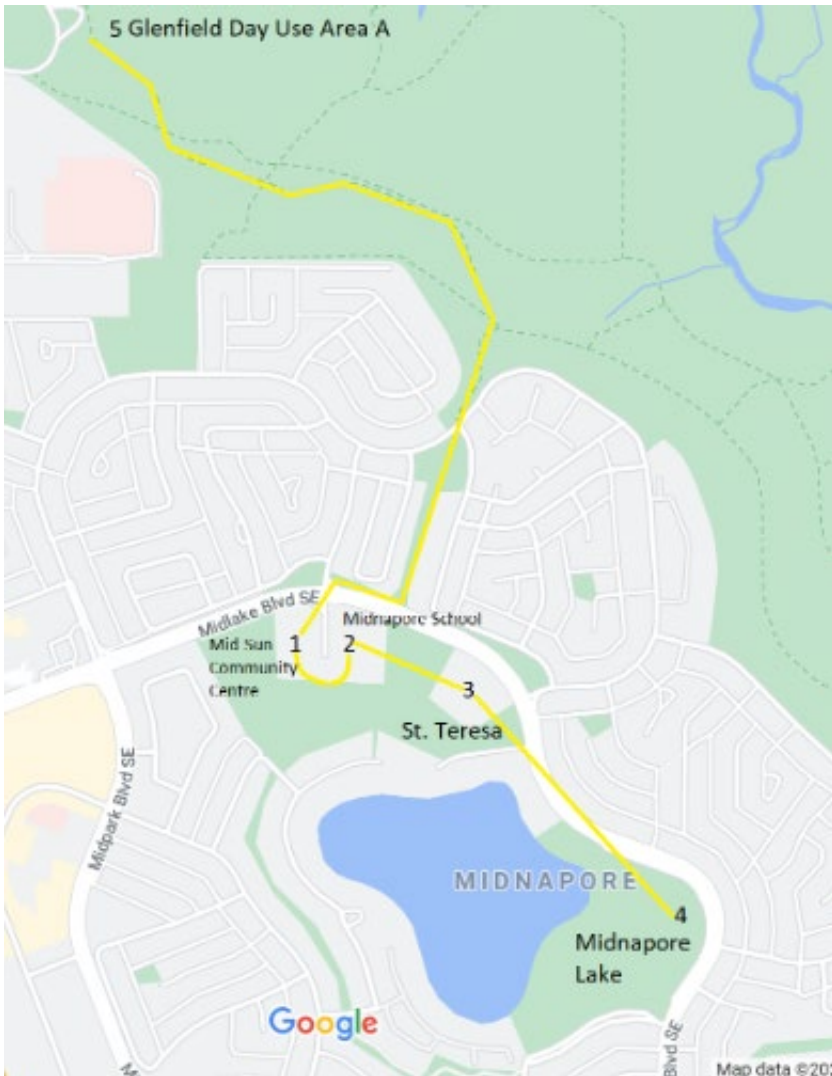 5 Glenfield Day Use Area A
Midlake Blvd SE
Midnapore School
1
2
Mid Sun
Community
Centre
3
St. Teresa
Midpark Blvd SE
MIDNAPORE
4
Midnapore
Lake
Google
Blvd SE
M
Map data ©202